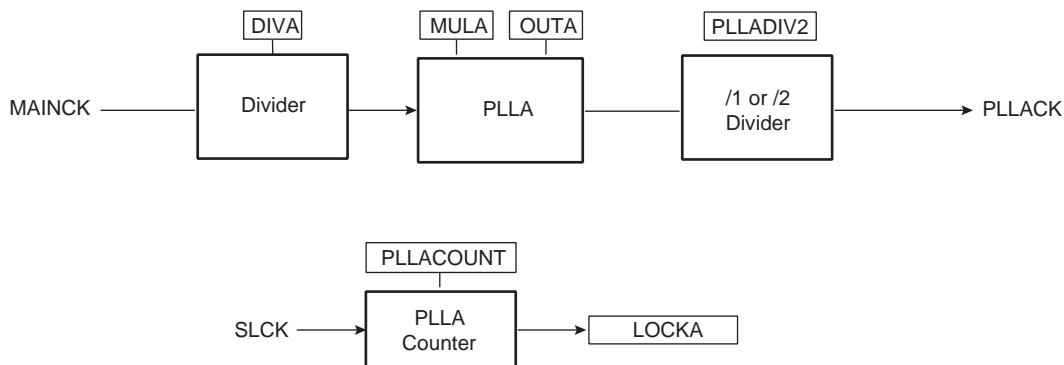 DIVA
MULA
OUTA
PLLADIV2
MAINCK
Divider
PLLA
/1 or /2
Divider
PLLACK
PLLACOUNT
SLCK
PLLA
Counter
LOCKA